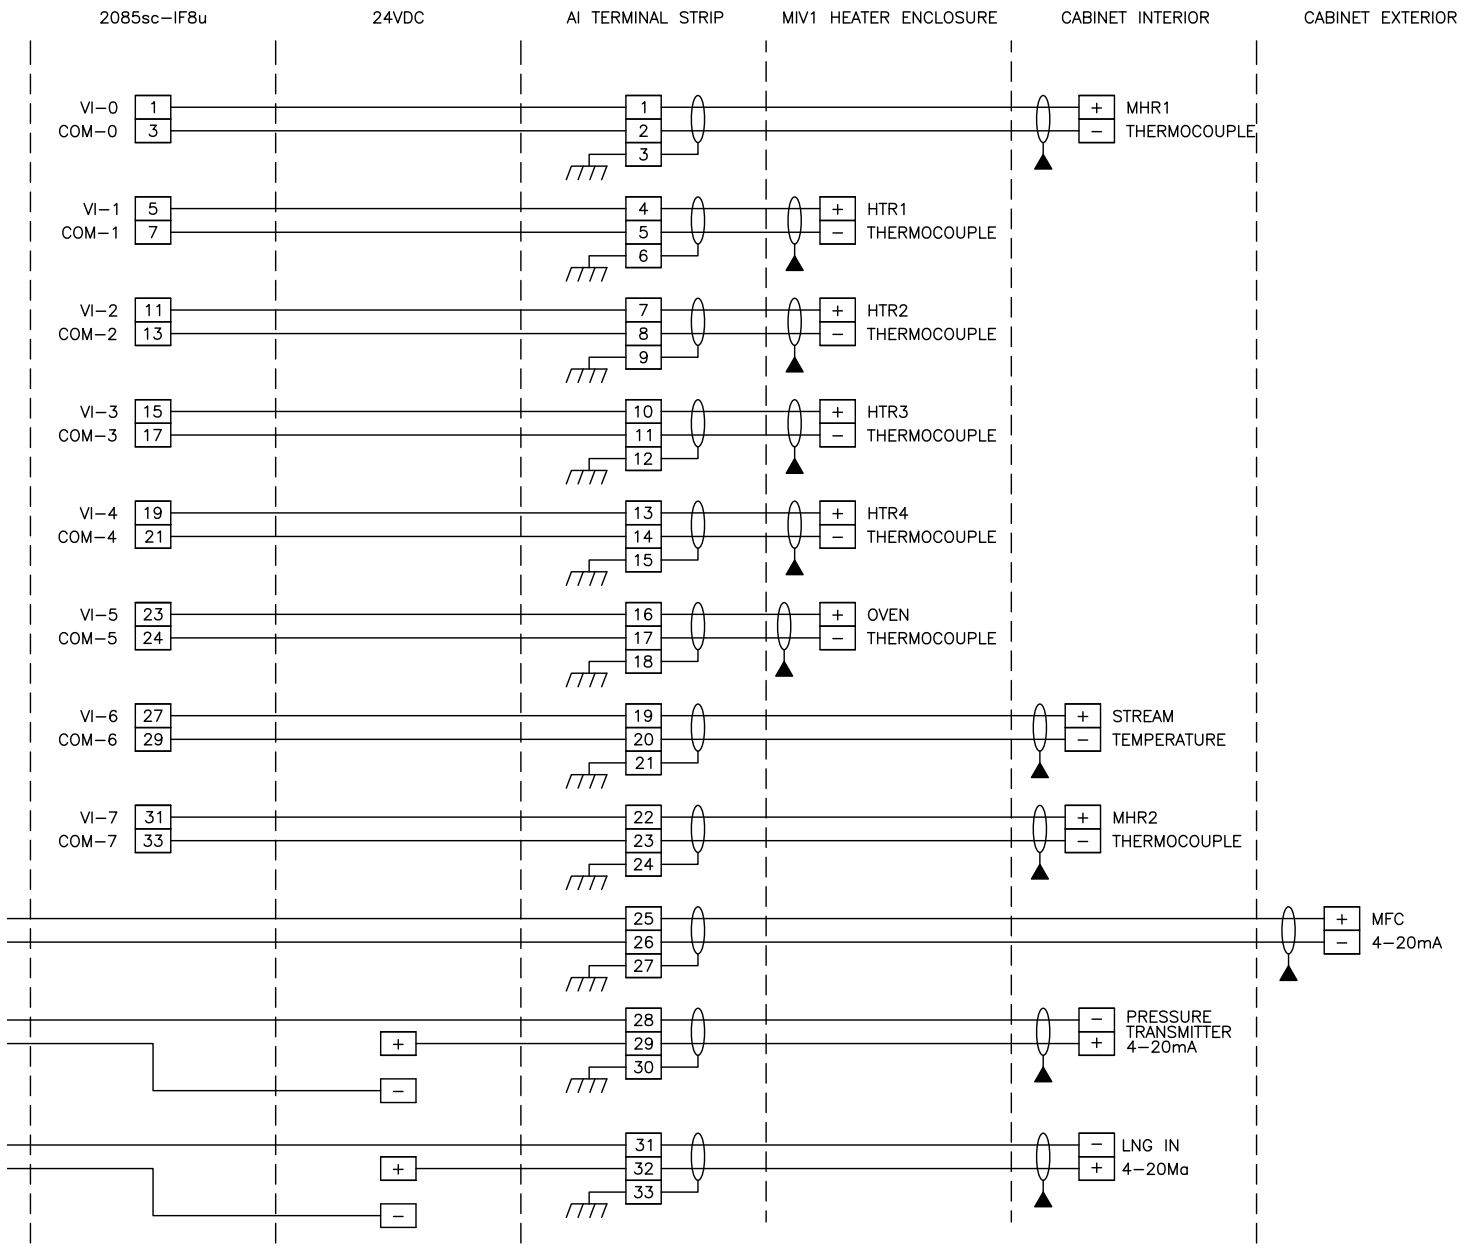 2085sc-IF8u 24VDC AI TERMINAL STRIP MIV1 HEATER ENCLOSURE CABINET INTERIOR CABINET EXTERIOR
VI-0 1 1 + MHR1
COM-0 3 2 - THERMOCOUPLE
3
VI-1 5 4 + HTR1
COM-1 7 5 - THERMOCOUPLE
6
VI-2 11 7 + HTR2
COM-2 13 8 - THERMOCOUPLE
9
VI-3 15 10 + HTR3
COM-3 17 11 - THERMOCOUPLE
12
VI-4 19 13 + HTR4
COM-4 21 14 - THERMOCOUPLE
15
VI-5 23 16 + OVEN
COM-5 24 17 - THERMOCOUPLE
18
VI-6 27 19 + STREAM
COM-6 29 20 - TEMPERATURE
21
VI-7 31 22 + MHR2
COM-7 33 23 - THERMOCOUPLE
24
25 + MFC
26 - 4-20mA
27
28 - PRESSURE
TRANSMITTER
+ 29 + 4-20mA
30
-
31 - LNG IN
+ 32 + 4-20Ma
33
-